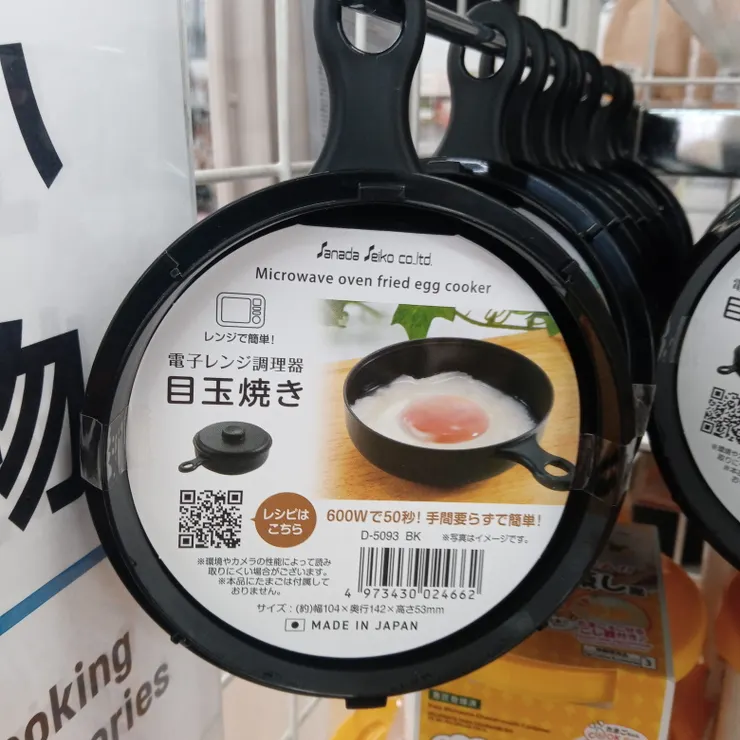 Sanada Seiko co.ltd.
Microwave oven fried egg cooker
レンジで簡単!
電子レンジ調理器
目玉焼き
レシピは
こちら
600Wで50秒! 手間要らずで簡単!
D-5093 BK ※写真はイメージです。
※環境やカメラの性能によって読み
取りにくい場合がございます。
※本品にたまごは付属して
おりません。
4 973430 024662
サイズ:(約)幅104×奥行142×高さ53mm
MADE IN JAPAN
物
ooking
ories